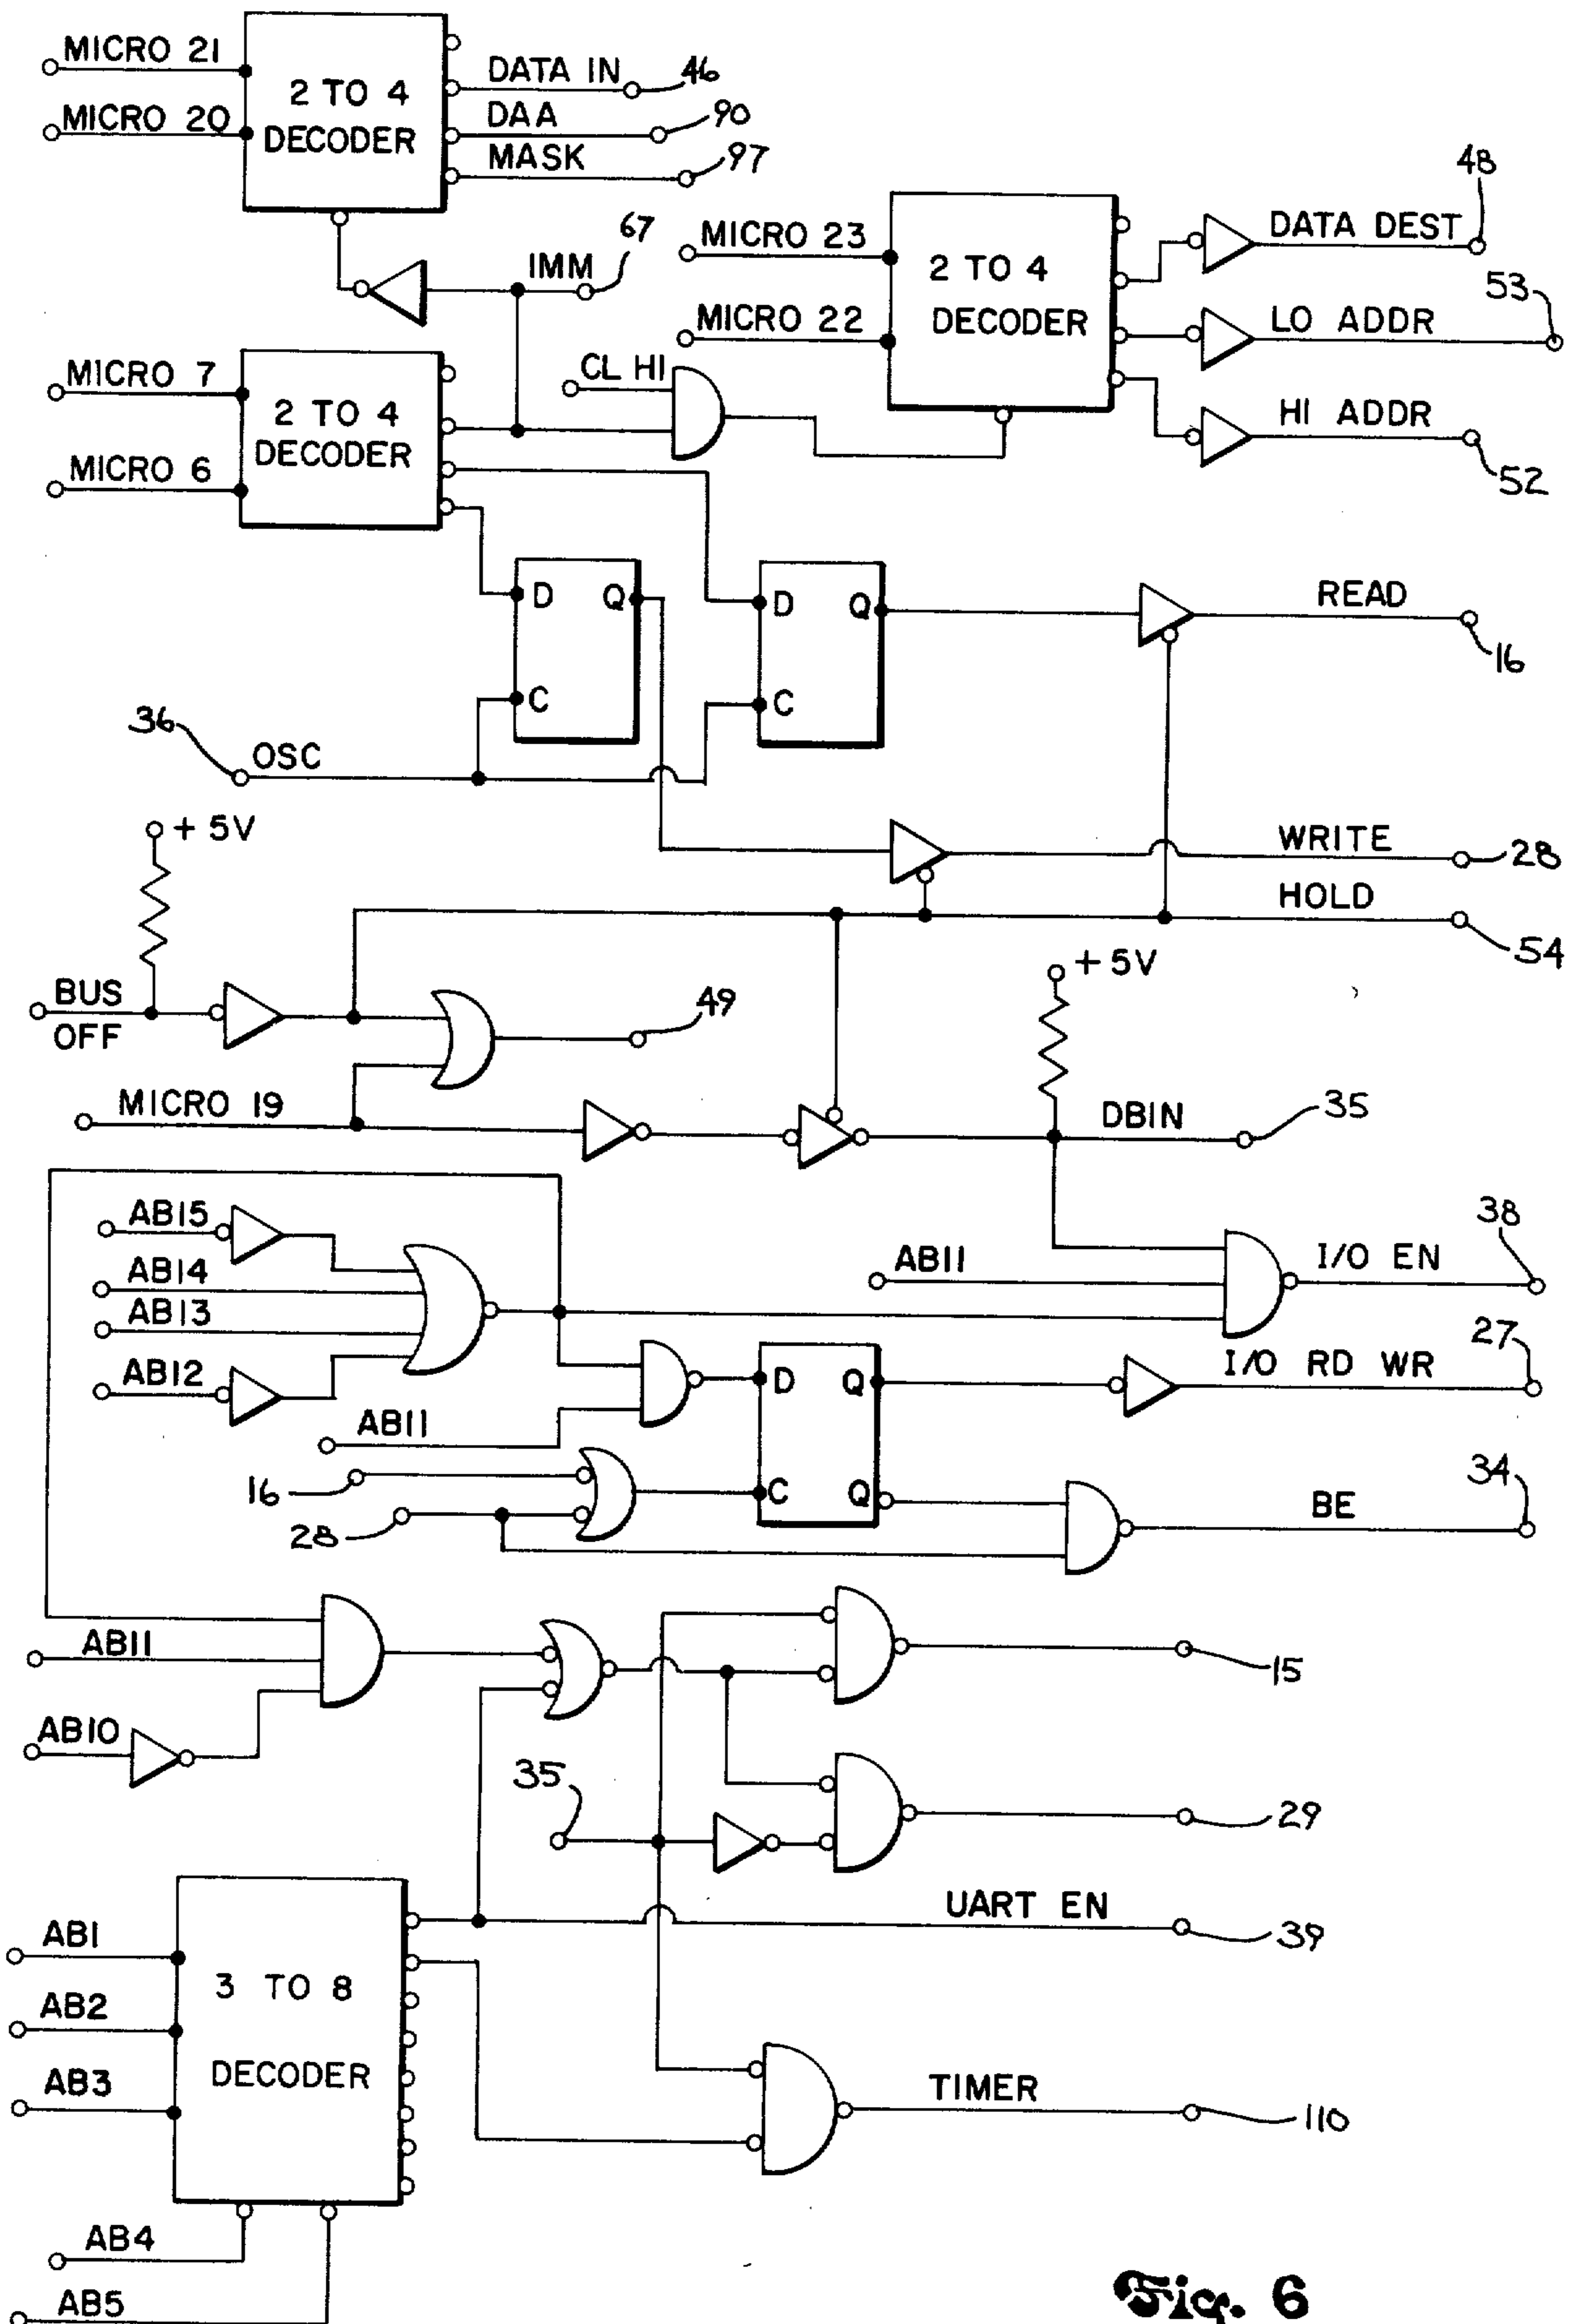 MICRO 21
2 TO 4
DECODER
DATA IN
46
MICRO 20
DAA
90
MASK
97
48
67
MICRO 23
DATA DEST
IMM
2 TO 4
DECODER
53
MICRO 22
LO ADDR
MICRO 7
CL HI
2 TO 4
DECODER
HI ADDR
MICRO 6
52
D
Q
D
Q
READ
16
C
C
36
OSC
+ 5V
WRITE
28
HOLD
54
+ 5V
BUS
OFF
49
MICRO 19
DBIN
35
AB15
38
AB14
AB11
I/O EN
AB13
27
AB12
D
Q
I/O RD WR
AB11
34
16
C
Q
BE
28
AB11
15
AB10
35
29
UART EN
39
AB1
3 TO 8
DECODER
AB2
AB3
TIMER
110
AB4
AB5
Fig. 6